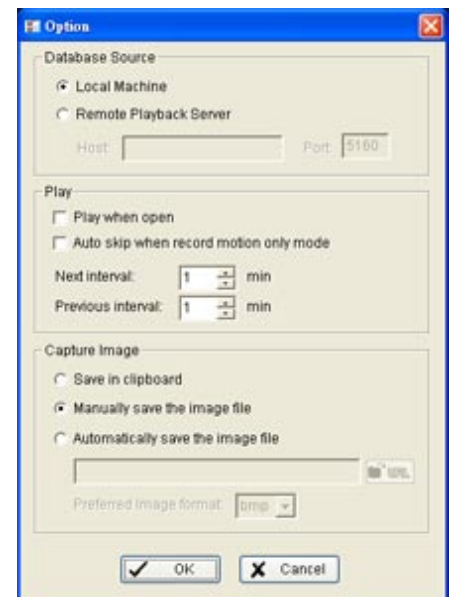 Option
Database Source
Local Machine
Remote Playback Server
Host: Port: 5160
Play
Play when open
Auto skip when record motion only mode
Next interval: 1 min
Previous interval: 1 min
Capture Image
Save in clipboard
Manually save the image file
Automatically save the image file
Preferred image format: bmp
OK Cancel